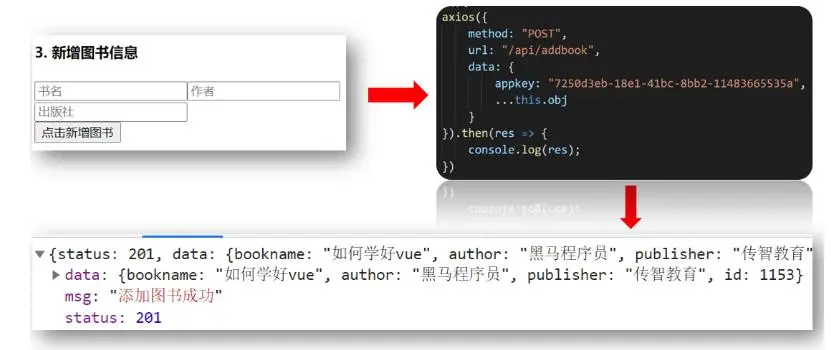 3. 新增图书信息
书名 作者
出版社
点击新增图书
axios({
method: "POST",
url: "/api/addbook",
data: {
appkey: "7250d3eb-18e1-41bc-8bb2-11483665535a",
...this.obj
}
}).then(res => {
console.log(res);
})
{status: 201, data: {bookname: "如何学好vue", author: "黑马程序员", publisher: "传智教育"
data: {bookname: "如何学好vue", author: "黑马程序员", publisher: "传智教育", id: 1153}
msg: "添加图书成功"
status: 201